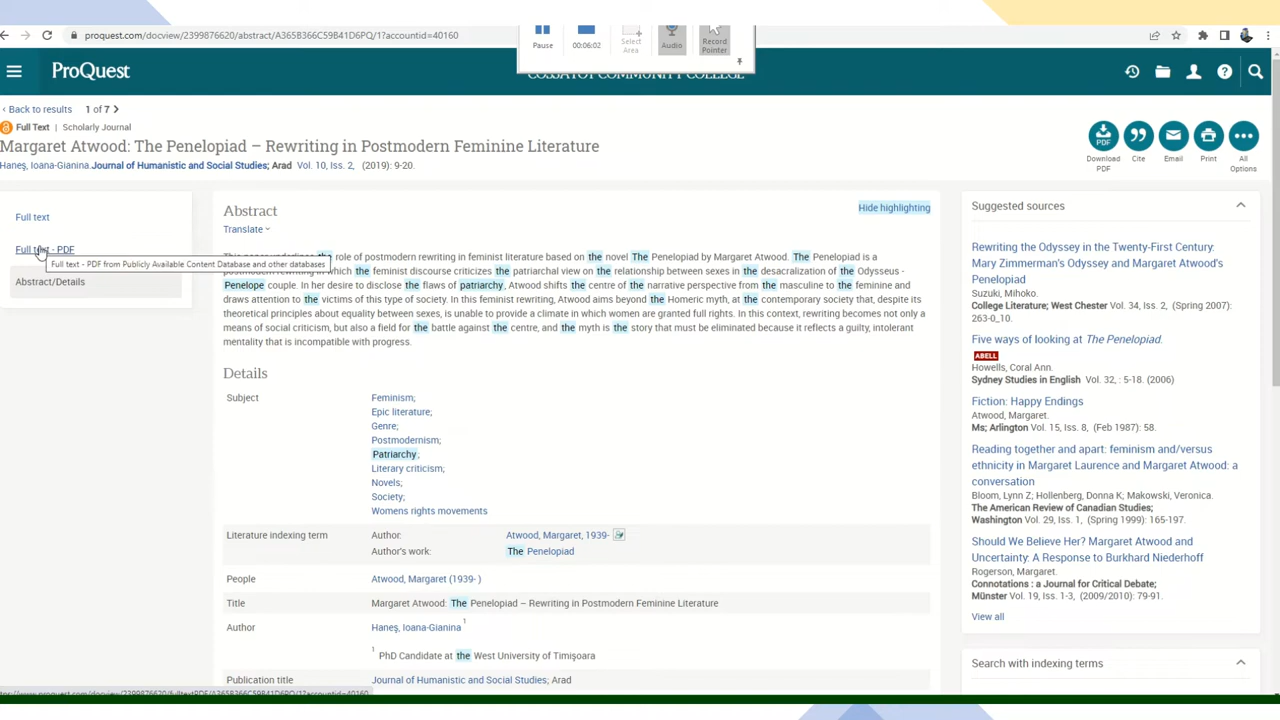 proquest.com/docview/2399876620/abstract/A365B366C59B41D6PQ/1?accountid=40160
Pause
00:06:02
Select Area
Audio
Record Pointer
ProQuest
COSSATOT COMMUNITY COLLEGE
Back to results 1 of 7
Full Text | Scholarly Journal
Margaret Atwood: The Penelopiad – Rewriting in Postmodern Feminine Literature
Haneş, Ioana-Gianina. Journal of Humanistic and Social Studies; Arad Vol. 10, Iss. 2, (2019): 9-20.
Download PDF
Cite
Email
Print
All Options
Full text
Full text - PDF
Full text - PDF from Publicly Available Content Database and other databases
Abstract/Details
Abstract
Hide highlighting
Translate
role of postmodern rewriting in feminist literature based on the novel The Penelopiad by Margaret Atwood. The Penelopiad is a
which the feminist discourse criticizes the patriarchal view on the relationship between sexes in the desacralization of the Odysseus -
Penelope couple. In her desire to disclose the flaws of patriarchy, Atwood shifts the centre of the narrative perspective from the masculine to the feminine and
draws attention to the victims of this type of society. In this feminist rewriting, Atwood aims beyond the Homeric myth, at the contemporary society that, despite its
theoretical principles about equality between sexes, is unable to provide a climate in which women are granted full rights. In this context, rewriting becomes not only a
means of social criticism, but also a field for the battle against the centre, and the myth is the story that must be eliminated because it reflects a guilty, intolerant
mentality that is incompatible with progress.
Details
Subject
Feminism;
Epic literature;
Genre;
Postmodernism;
Patriarchy;
Literary criticism;
Novels;
Society;
Womens rights movements
Literature indexing term
Author: Atwood, Margaret, 1939-
Author's work: The Penelopiad
People
Atwood, Margaret (1939- )
Title
Margaret Atwood: The Penelopiad – Rewriting in Postmodern Feminine Literature
Author
Haneş, Ioana-Gianina 1
1 PhD Candidate at the West University of Timişoara
Publication title
Journal of Humanistic and Social Studies; Arad
Suggested sources
Rewriting the Odyssey in the Twenty-First Century:
Mary Zimmerman's Odyssey and Margaret Atwood's
Penelopiad
Suzuki, Mihoko.
College Literature; West Chester Vol. 34, Iss. 2, (Spring 2007):
263-0_10.
Five ways of looking at The Penelopiad.
ABELL
Howells, Coral Ann.
Sydney Studies in English Vol. 32, : 5-18. (2006)
Fiction: Happy Endings
Atwood, Margaret.
Ms; Arlington Vol. 15, Iss. 8, (Feb 1987): 58.
Reading together and apart: feminism and/versus
ethnicity in Margaret Laurence and Margaret Atwood: a
conversation
Bloom, Lynn Z; Hollenberg, Donna K; Makowski, Veronica.
The American Review of Canadian Studies;
Washington Vol. 29, Iss. 1, (Spring 1999): 165-197.
Should We Believe Her? Margaret Atwood and
Uncertainty: A Response to Burkhard Niederhoff
Rogerson, Margaret.
Connotations : a Journal for Critical Debate;
Münster Vol. 19, Iss. 1-3, (2009/2010): 79-91.
View all
Search with indexing terms
www.proquest.com/docview/2399876620/fulltextPDF/A365B366C59B41D6PQ/1?accountid=40160